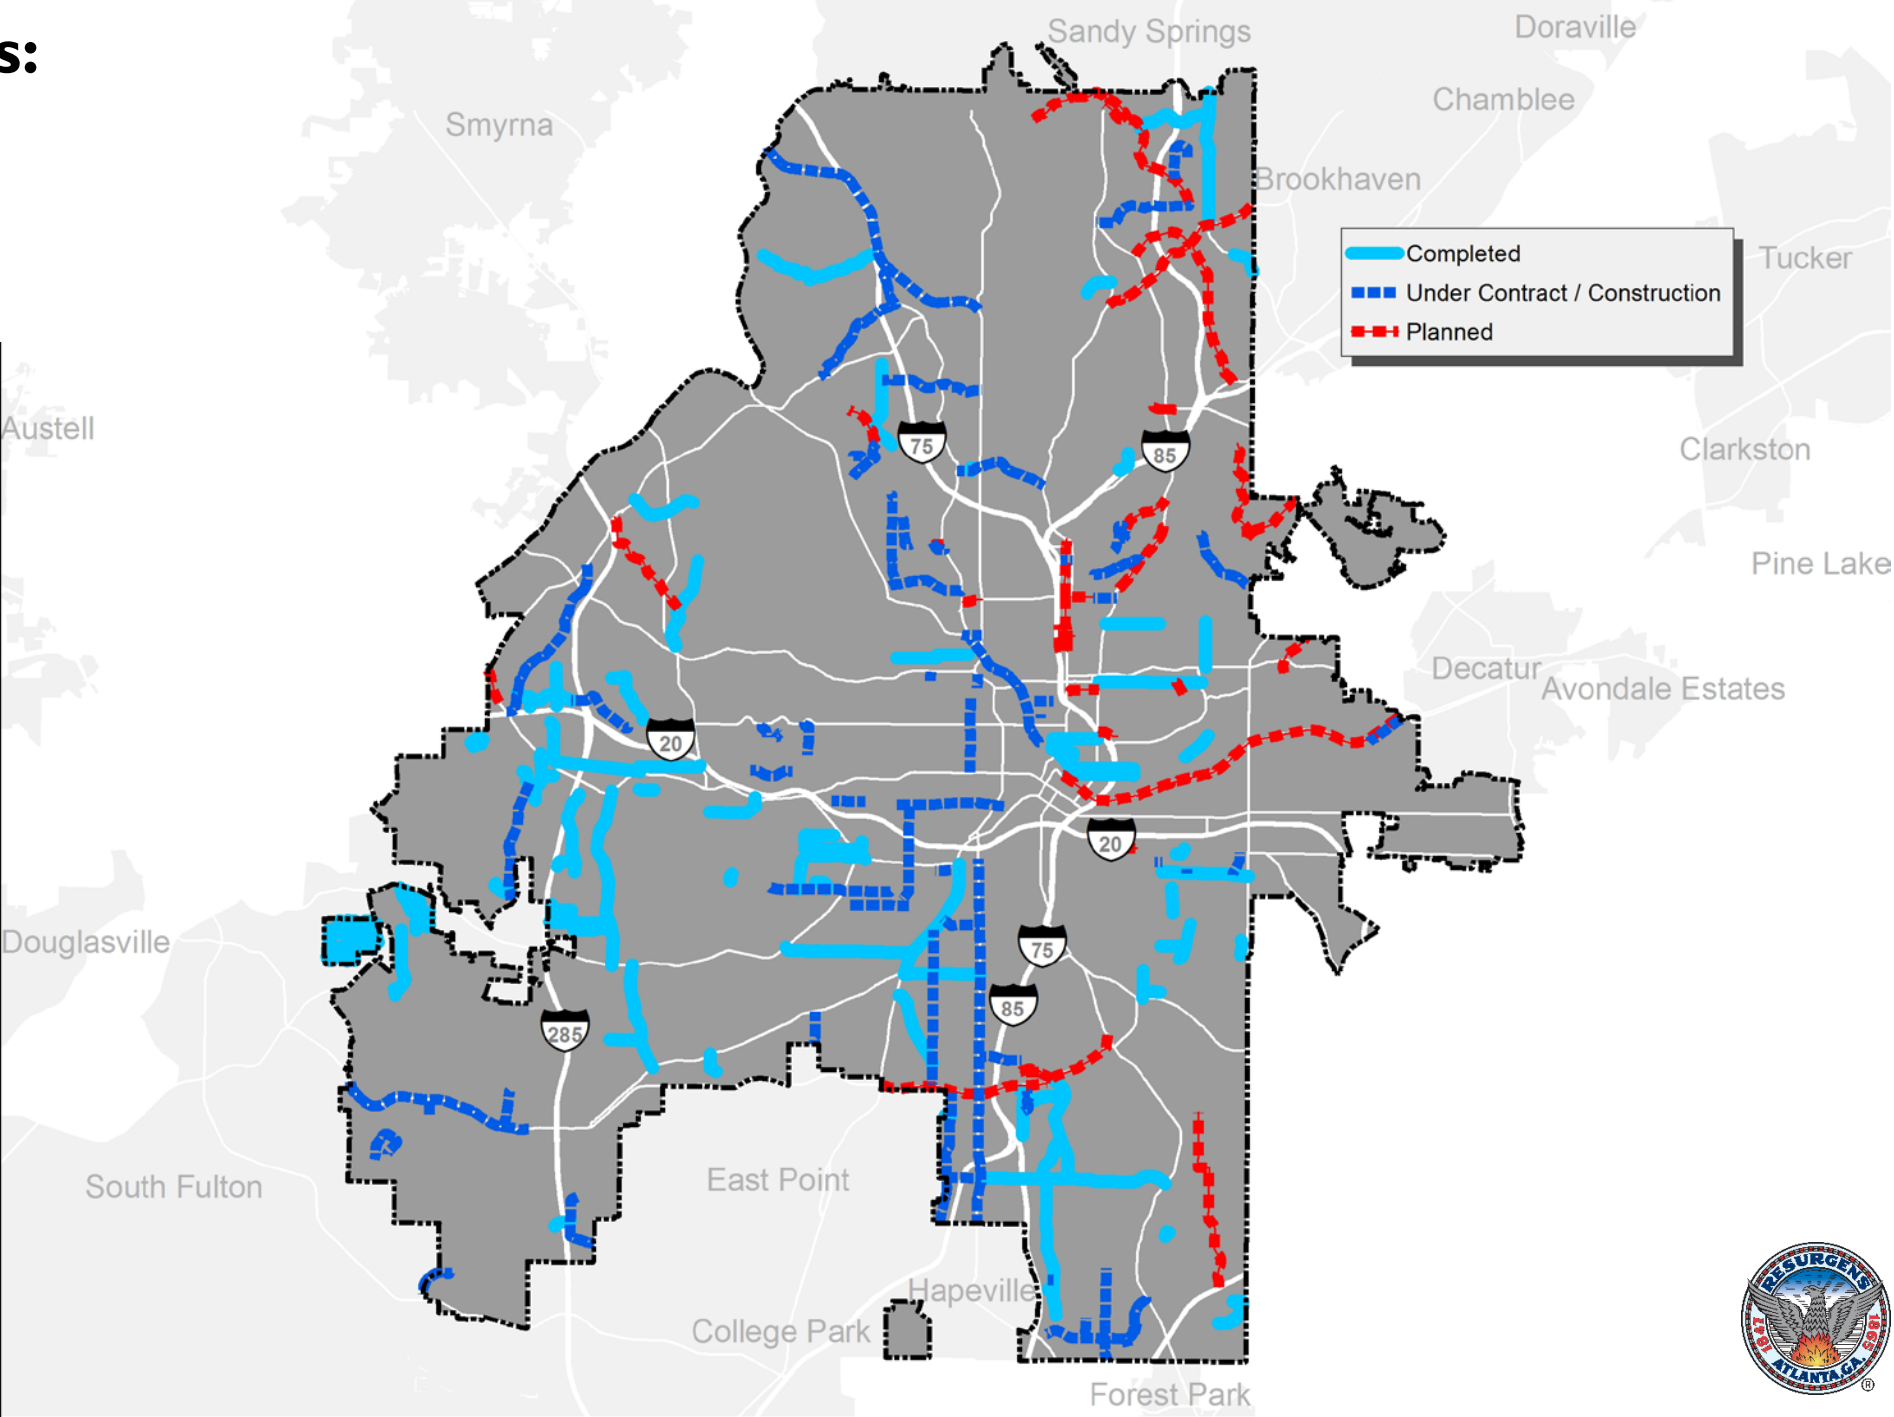 s:
Sandy Springs
Doraville
Smyrna
Chamblee
Brookhaven
Completed
Under Contract / Construction
Planned
Tucker
Austell
75
85
Clarkston
Pine Lake
Decatur
Avondale Estates
20
20
Douglasville
75
85
285
South Fulton
East Point
Hapeville
College Park
Forest Park
RESURGENS
1847
1865
ATLANTA, GA.
®